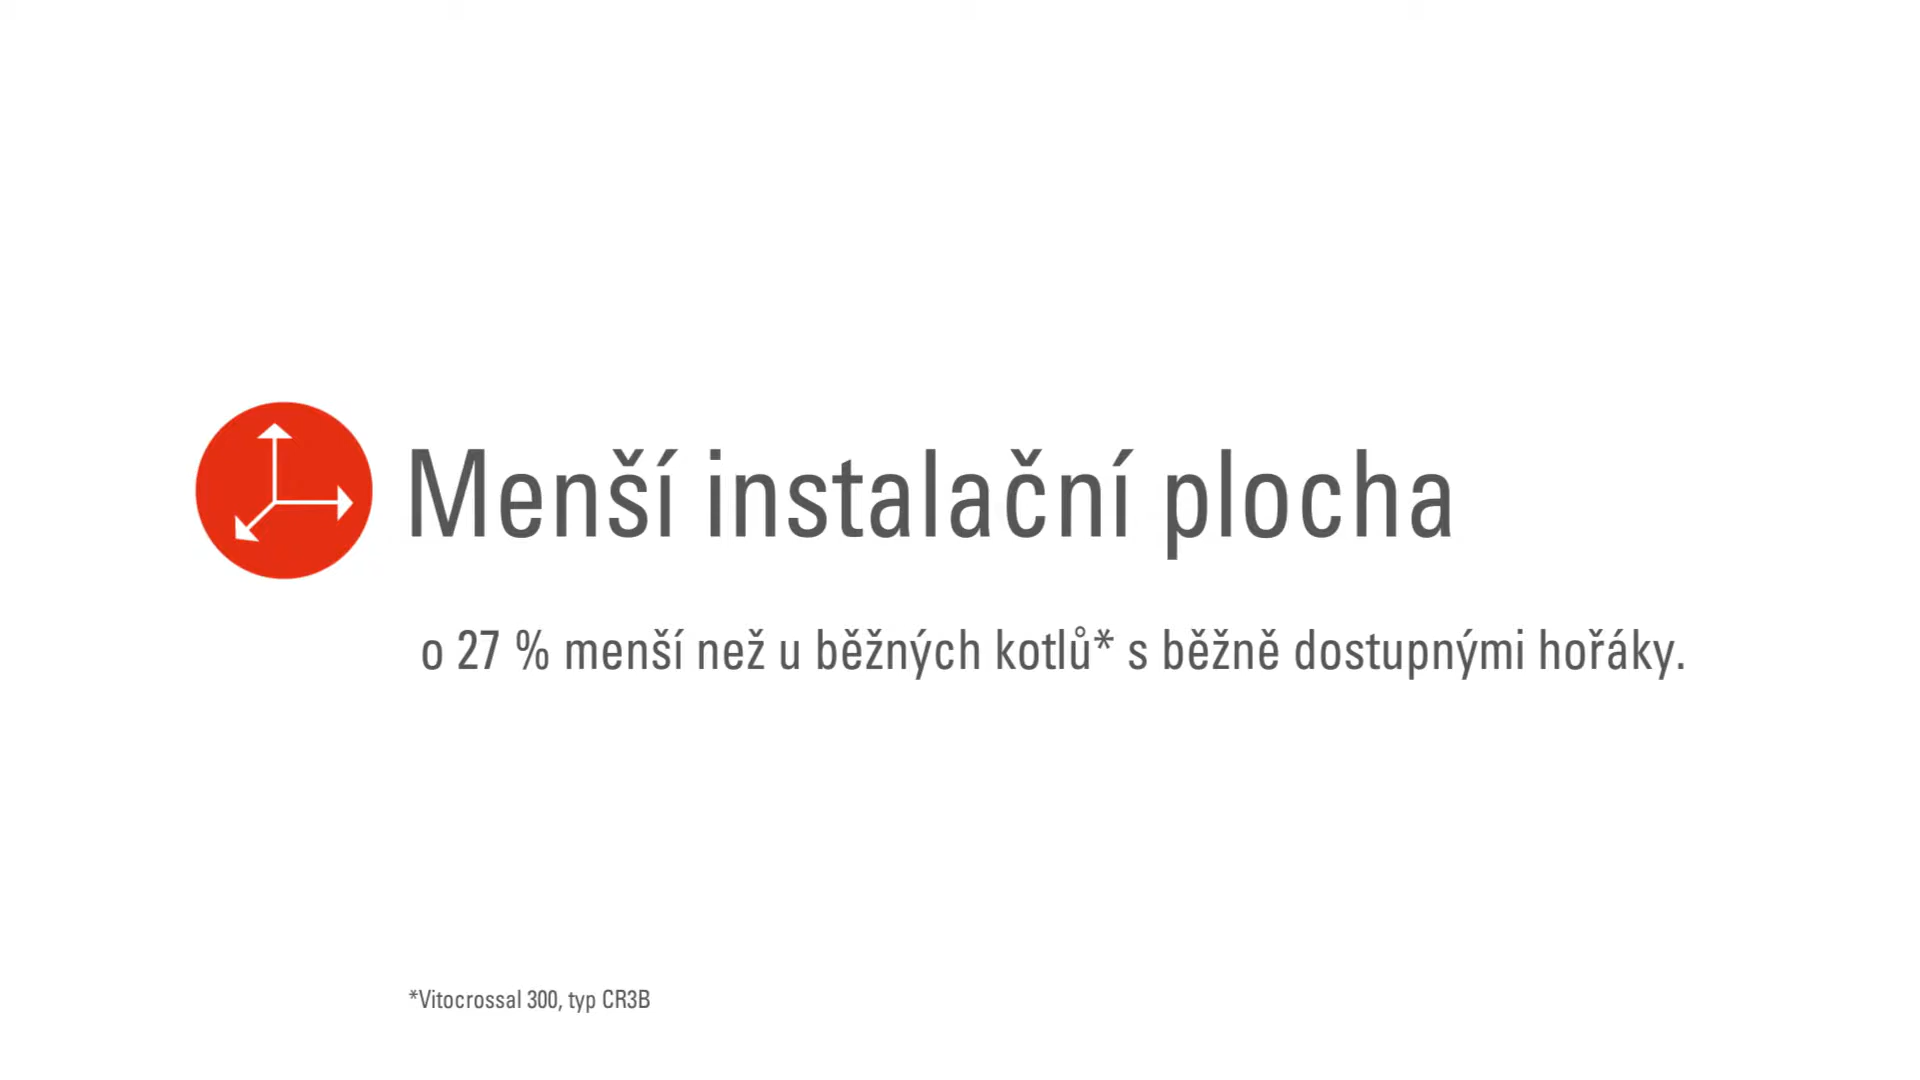 Menší instalační plocha
o 27 % menší než u běžných kotlů* s běžně dostupnými hořáky.
*Vitocrossal 300, typ CR3B